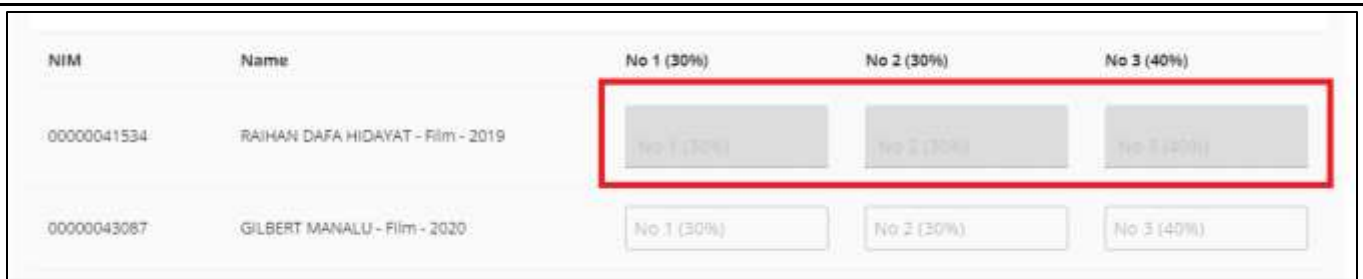 NIM Name No 1 (30%) No 2 (30%) No 3 (40%)
00000041534 RAIHAN DAFA HIDAYAT - Film - 2019 No 1 (30%) No 2 (30%) No 3 (40%)
00000043087 GILBERT MANALU - Film - 2020 No 1 (30%) No 2 (30%) No 3 (40%)